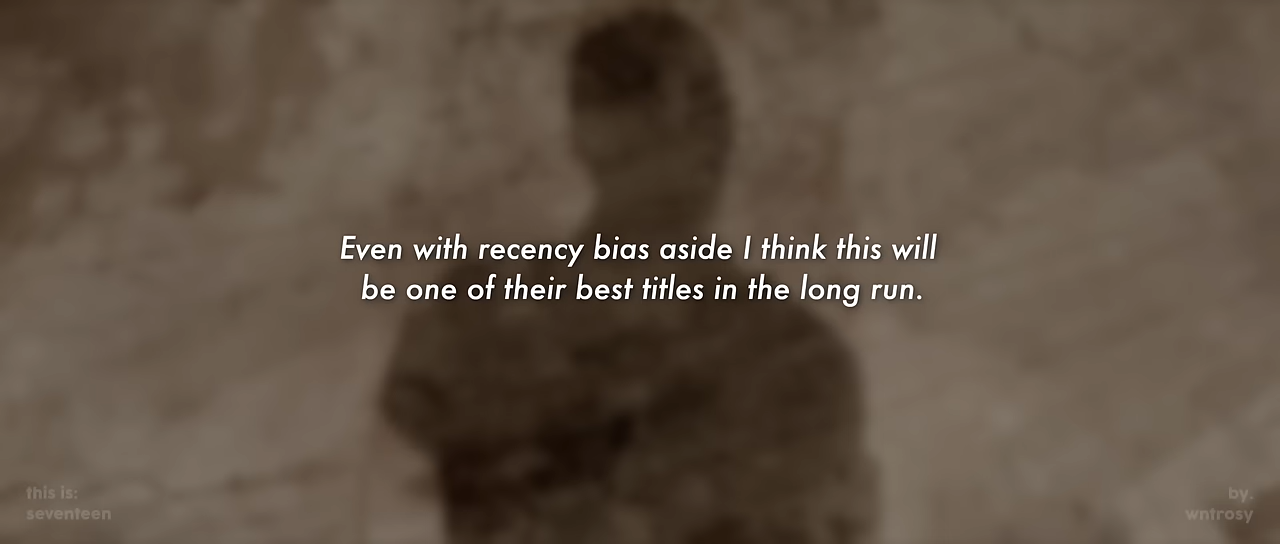 Even with recency bias aside I think this will
be one of their best titles in the long run.
this is:
seventeen
by.
wntrosy